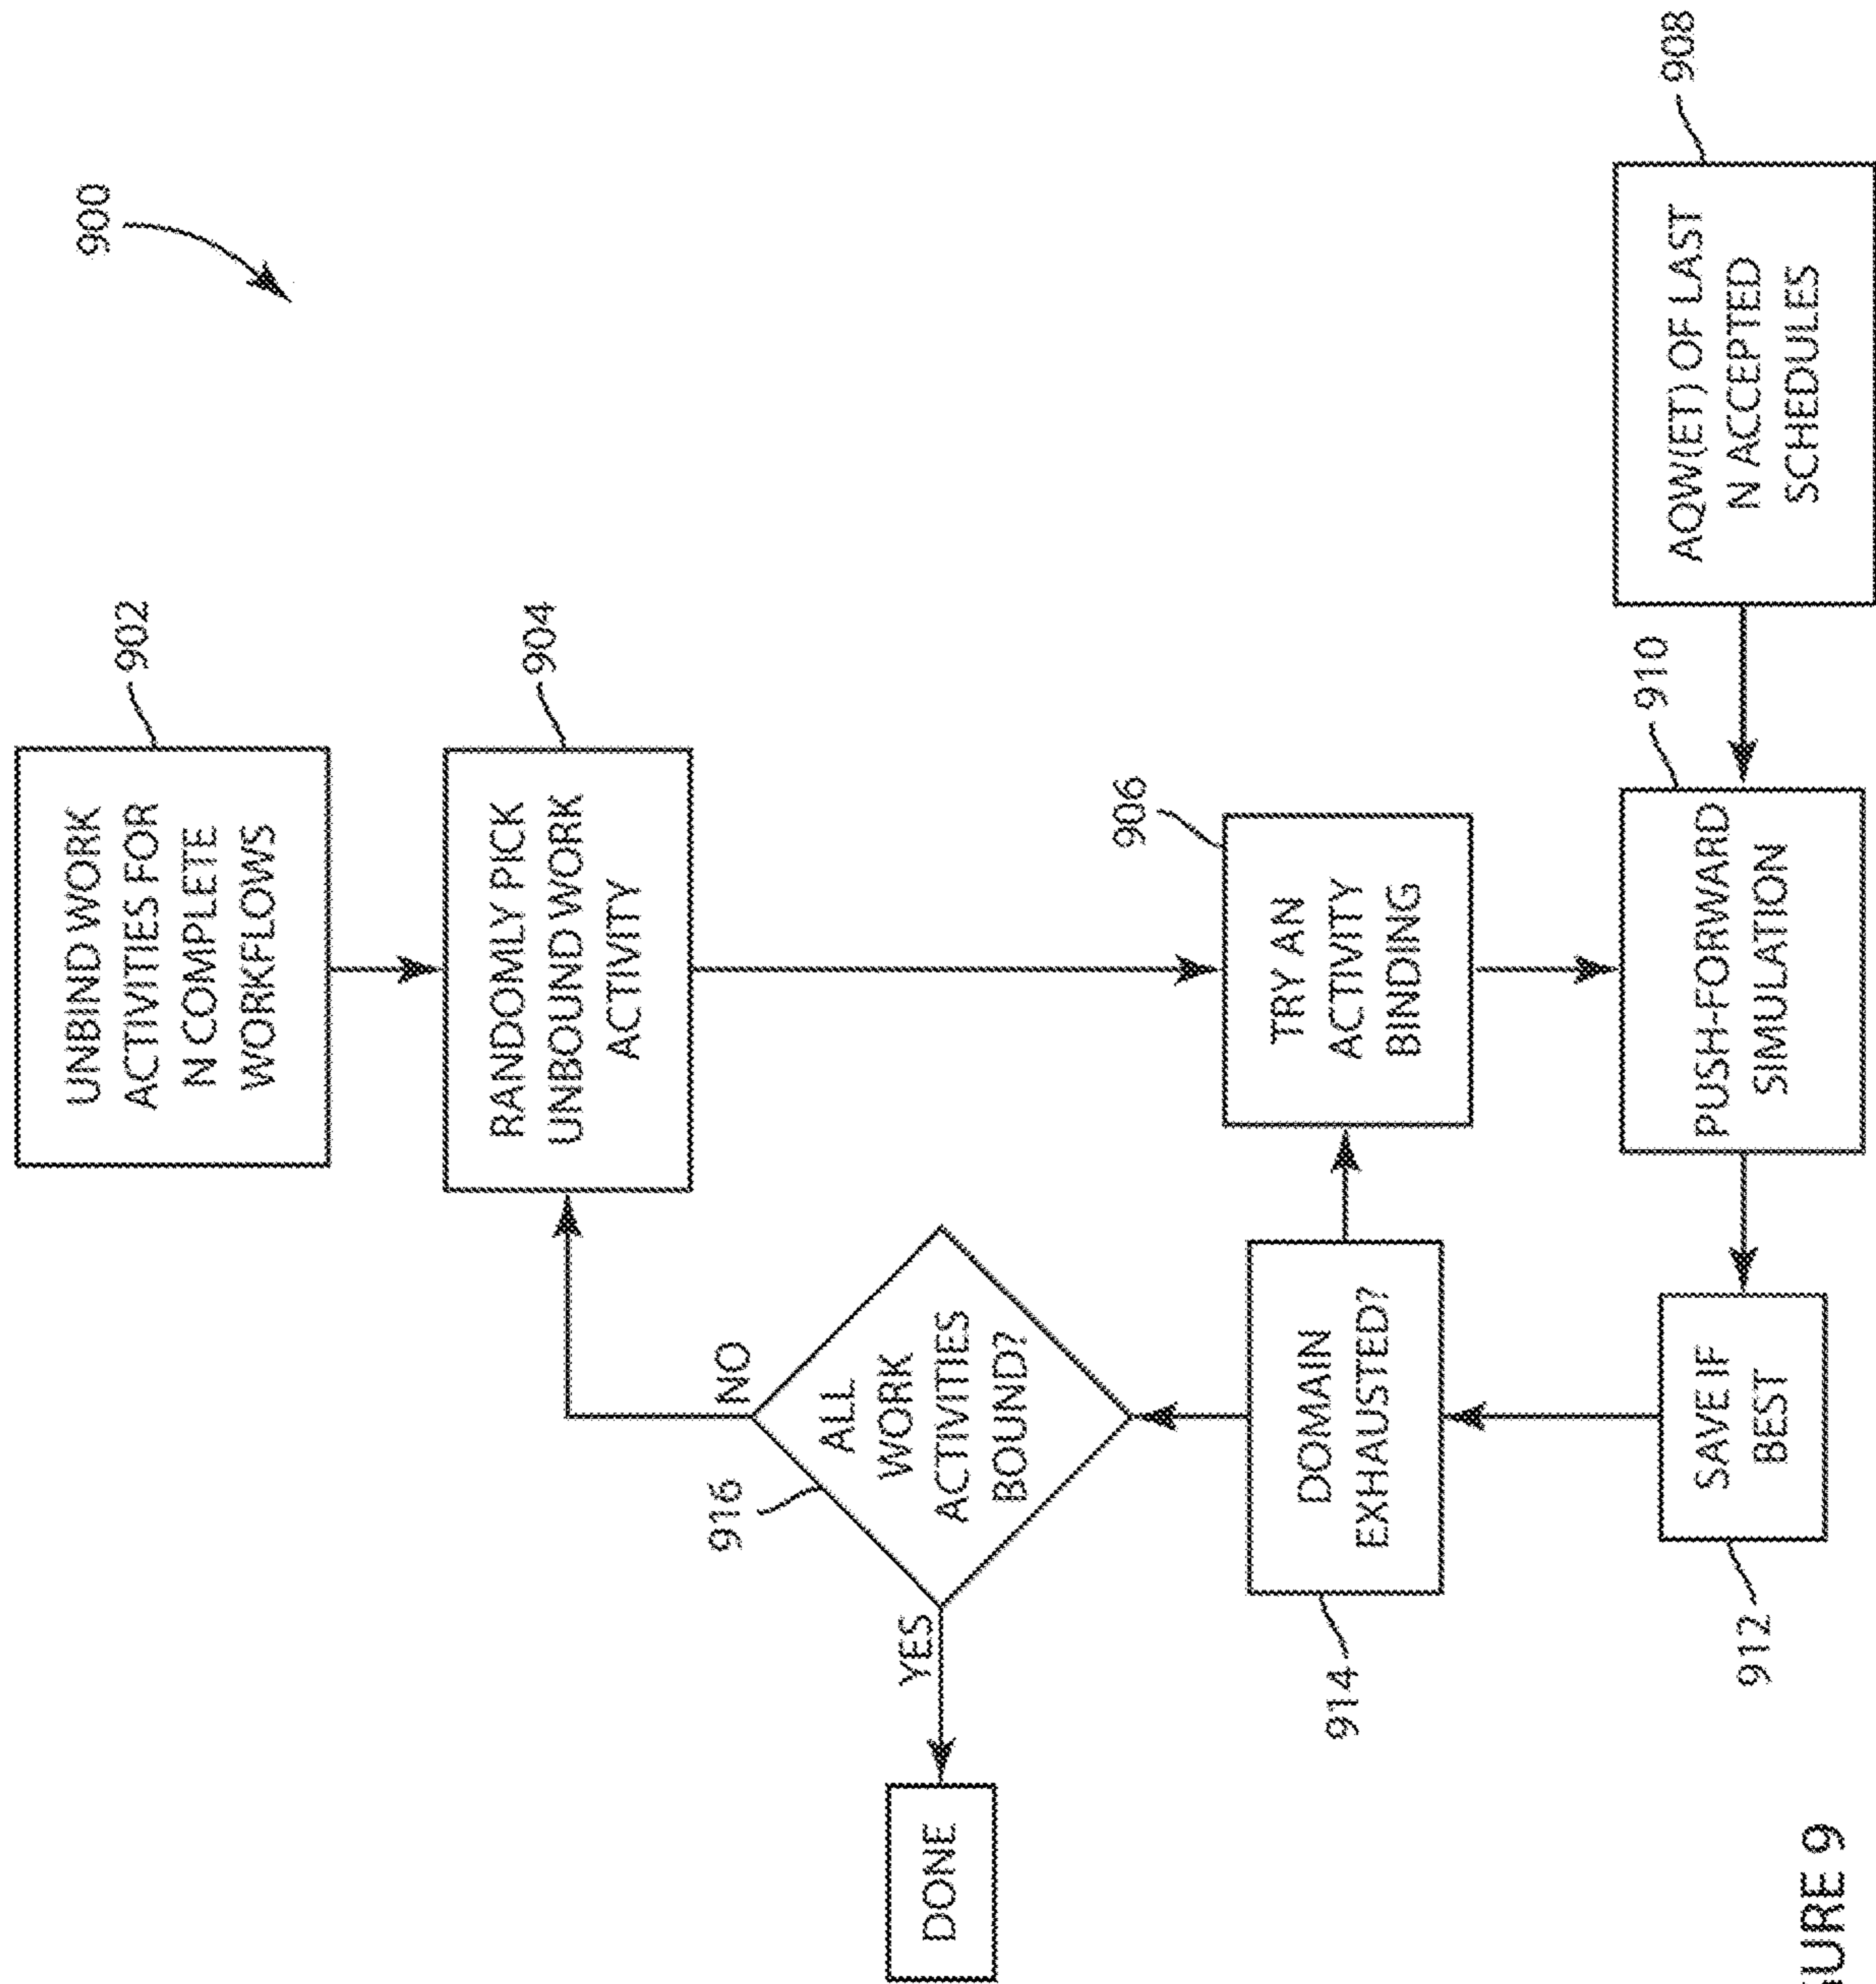 900
UNBIND WORK
ACTIVITIES FOR
N COMPLETE
WORKFLOWS
902
RANDOMLY PICK
UNBOUND WORK
ACTIVITY
904
TRY AN
ACTIVITY
BINDING
906
AQW(ET) OF LAST
N ACCEPTED
SCHEDULES
908
PUSH-FORWARD
SIMULATION
910
SAVE IF
BEST
912
DOMAIN
EXHAUSTED?
914
ALL
WORK
ACTIVITIES
BOUND?
916
NO
YES
DONE
GURE 9